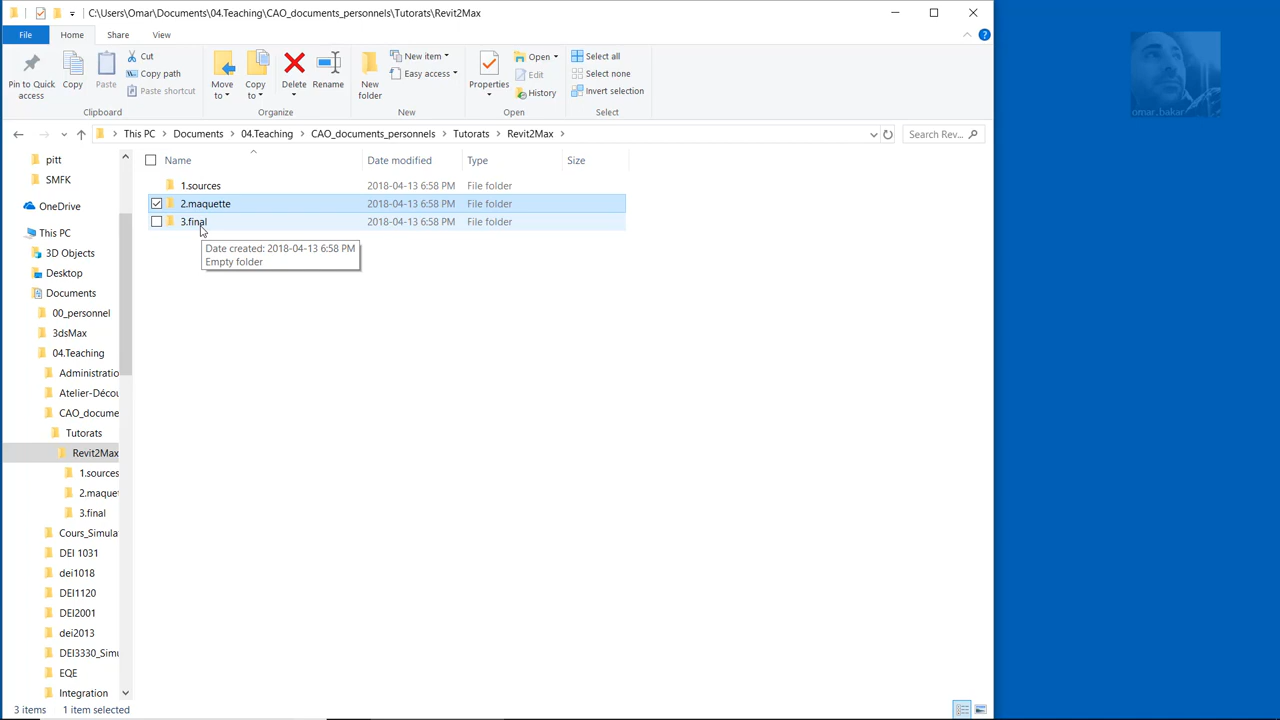 C:\Users\Omar\Documents\04.Teaching\CAO_documents_personnels\Tutorats\Revit2Max
File Home Share View
Pin to Quick access
Copy
Paste
Cut
Copy path
Paste shortcut
Clipboard
Move to
Copy to
Delete
Rename
Organize
New folder
New item
Easy access
New
Properties
Open
Edit
History
Open
Select all
Select none
Invert selection
Select
This PC > Documents > 04.Teaching > CAO_documents_personnels > Tutorats > Revit2Max >
Search Rev...
Name Date modified Type Size
1.sources 2018-04-13 6:58 PM File folder
2.maquette 2018-04-13 6:58 PM File folder
3.final 2018-04-13 6:58 PM File folder
Date created: 2018-04-13 6:58 PM
Empty folder
pitt
SMFK
OneDrive
This PC
3D Objects
Desktop
Documents
00_personnel
3dsMax
04.Teaching
Administratio
Atelier-Décou
CAO_docume
Tutorats
Revit2Max
1.sources
2.maquet
3.final
Cours_Simula
DEI 1031
dei1018
DEI1120
DEI2001
dei2013
DEI3330_Simu
EQE
Integration
3 items 1 item selected
omar_bakar